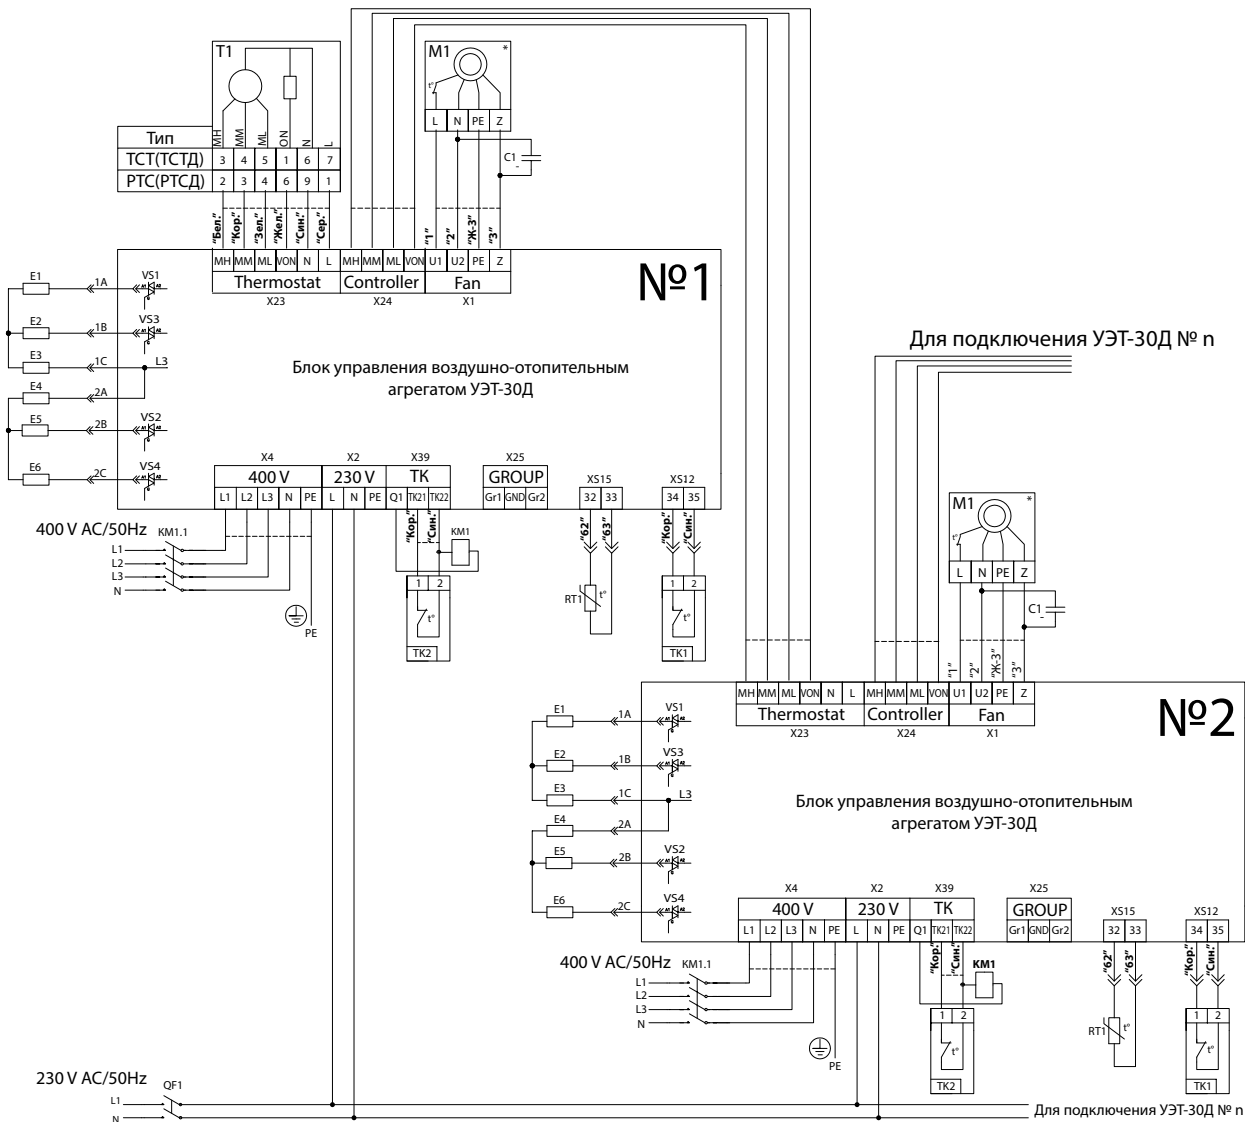 T1
M1
*
t°
L N PE Z
C1
MH MM ML ON N L
Тип
ТСТ(ТСТД) 3 4 5 1 6 7
РТС(РТСД) 2 3 4 6 9 1
"Бел." "Кор." "Зел." "Жел." "Син." "Сер."
"1" "2" "Ж-З" "3"
MH MM ML VON N L MH MM ML VON U1 U2 PE Z
Thermostat Controller Fan
X23 X24 X1
№1
E1 1A VS1
E2 1B VS3
E3 1C L3
E4 2A
E5 2B VS2
E6 2C VS4
Блок управления воздушно-отопительным
агрегатом УЭТ-30Д
X4 X2 X39 X25 XS15 XS12
400 V 230 V TK GROUP
L1 L2 L3 N PE L N PE Q1 TK21 TK22 Gr1 GND Gr2 32 33 34 35
400 V AC/50Hz KM1.1
L1
L2
L3
N
PE
"Кор." "Син." KM1
1 2
t°
TK2
"62" "63"
RT1 t°
"Кор." "Син."
1 2
t°
TK1
Для подключения УЭТ-30Д № n
M1
*
t°
L N PE Z
C1
"1" "2" "Ж-З" "3"
MH MM ML VON N L MH MM ML VON U1 U2 PE Z
Thermostat Controller Fan
X23 X24 X1
№2
E1 1A VS1
E2 1B VS3
E3 1C L3
E4 2A
E5 2B VS2
E6 2C VS4
Блок управления воздушно-отопительным
агрегатом УЭТ-30Д
X4 X2 X39 X25 XS15 XS12
400 V 230 V TK GROUP
L1 L2 L3 N PE L N PE Q1 TK21 TK22 Gr1 GND Gr2 32 33 34 35
400 V AC/50Hz KM1.1
L1
L2
L3
N
PE
"Кор." "Син." KM1
1 2
t°
TK2
"62" "63"
RT1 t°
"Кор." "Син."
1 2
t°
TK1
230 V AC/50Hz QF1
L1
N
Для подключения УЭТ-30Д № n